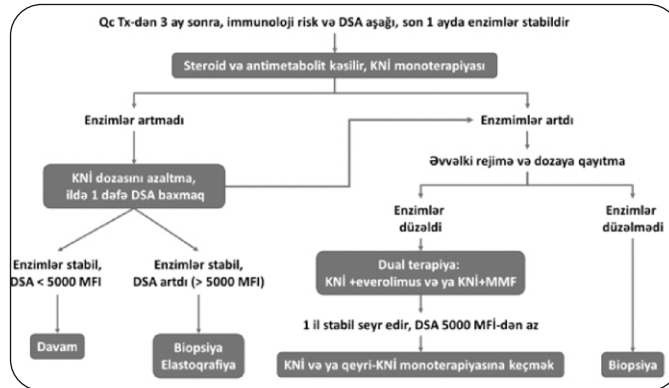 Qc Tx-dən 3 ay sonra, immunoloji risk və DSA aşağı, son 1 ayda enzimlər stabildir
Steroid və antimetabolit kəsilir, KNİ monoterapiyası
Enzimlər artmadı
Enzmimlər artdı
KNİ dozasını azaltma,
ildə 1 dəfə DSA baxmaq
Əvvəlki rejimə və dozaya qayıtma
Enzimlər
düzəldi
Enzimlər
düzəlmədi
Enzimlər stabil,
DSA < 5000 MFI
Enzimlər stabil,
DSA artdı (> 5000 MFI)
Dual terapiya:
KNİ +everolimus və ya KNİ+MMF
1 il stabil seyr edir, DSA 5000 MFİ-dən az
Davam
Biopsiya
Elastoqrafiya
KNİ və ya qeyri-KNİ monoterapiyasına keçmək
Biopsiya